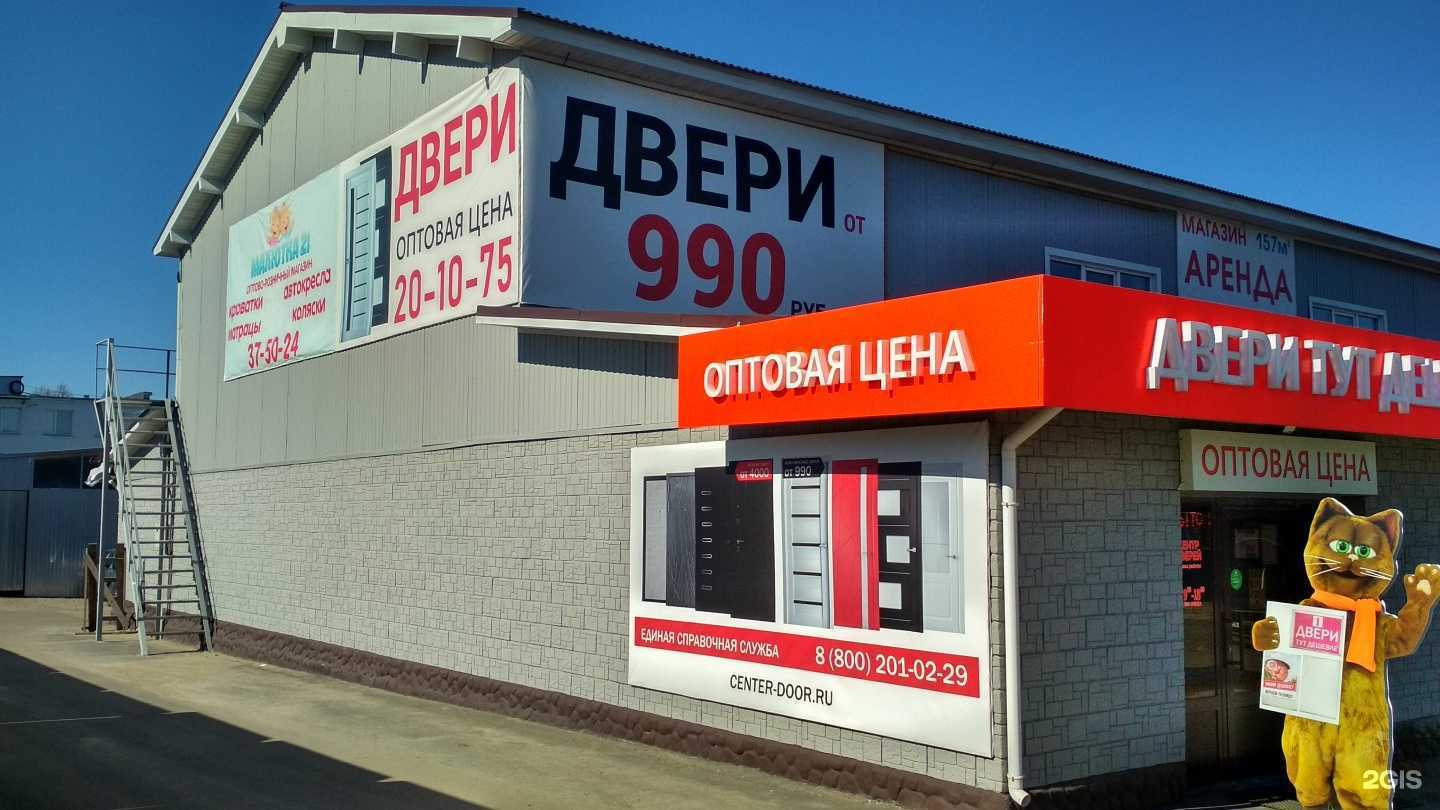 МАЛЮТКА 21
ОПТОВО-РОЗНИЧНЫЙ МАГАЗИН
кроватки автокресла
матрацы коляски
37-50-24
ДВЕРИ
ОПТОВАЯ ЦЕНА
20-10-75
ДВЕРИ ОТ
990
РУБ
МАГАЗИН 157м²
АРЕНДА
ОПТОВАЯ ЦЕНА
ДВЕРИ ТУТ ДЕШ
ОПТОВАЯ ЦЕНА
от 4000
от 990
ЕДИНАЯ СПРАВОЧНАЯ СЛУЖБА 8 (800) 201-02-29
CENTER-DOOR.RU
ДВЕРИ
ТУТ ДЕШЕВЛЕ
2GIS